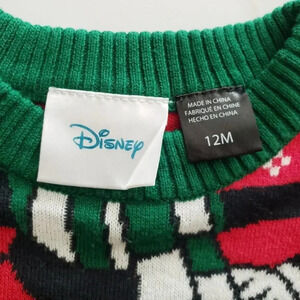 Disney
MADE IN CHINA
FABRIQUÉ EN CHINE
HECHO EN CHINA
12M